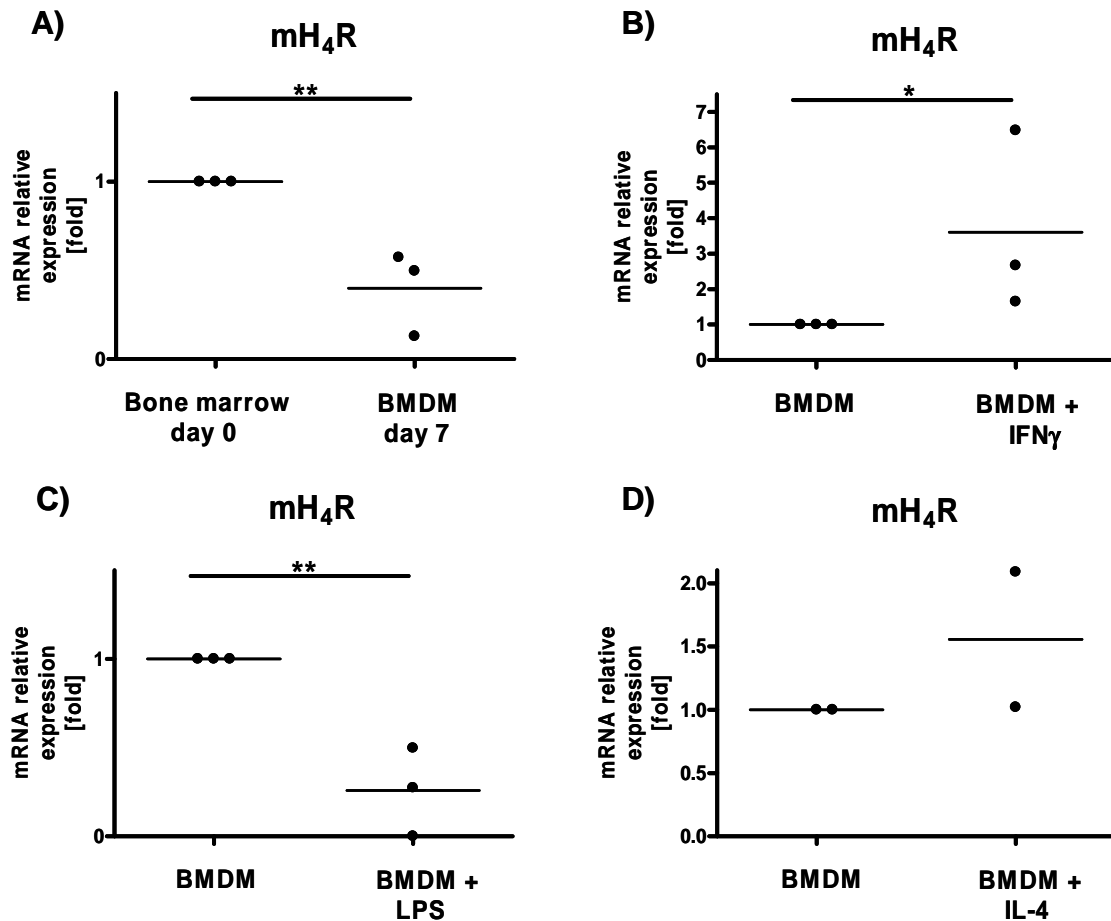 A)
mH₄R
**
mRNA relative
expression
[fold]
1
0
Bone marrow
day 0
BMDM
day 7
B)
mH₄R
*
mRNA relative
expression
[fold]
7
6
5
4
3
2
1
0
BMDM
BMDM +
IFNγ
C)
mH₄R
**
mRNA relative
expression
[fold]
1
0
BMDM
BMDM +
LPS
D)
mH₄R
mRNA relative
expression
[fold]
2.0
1.5
1.0
0.5
0.0
BMDM
BMDM +
IL-4